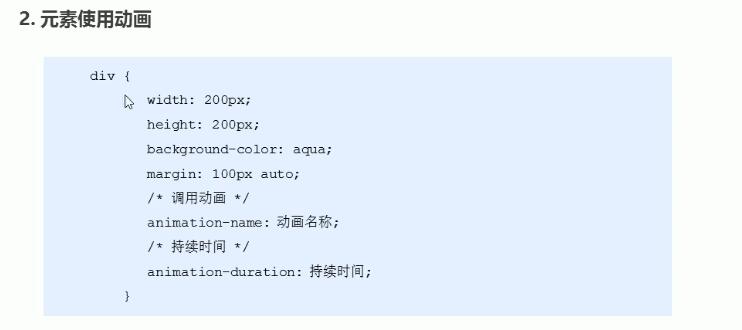 2. 元素使用动画
div {
width: 200px;
height: 200px;
background-color: aqua;
margin: 100px auto;
/* 调用动画 */
animation-name: 动画名称;
/* 持续时间 */
animation-duration: 持续时间;
}